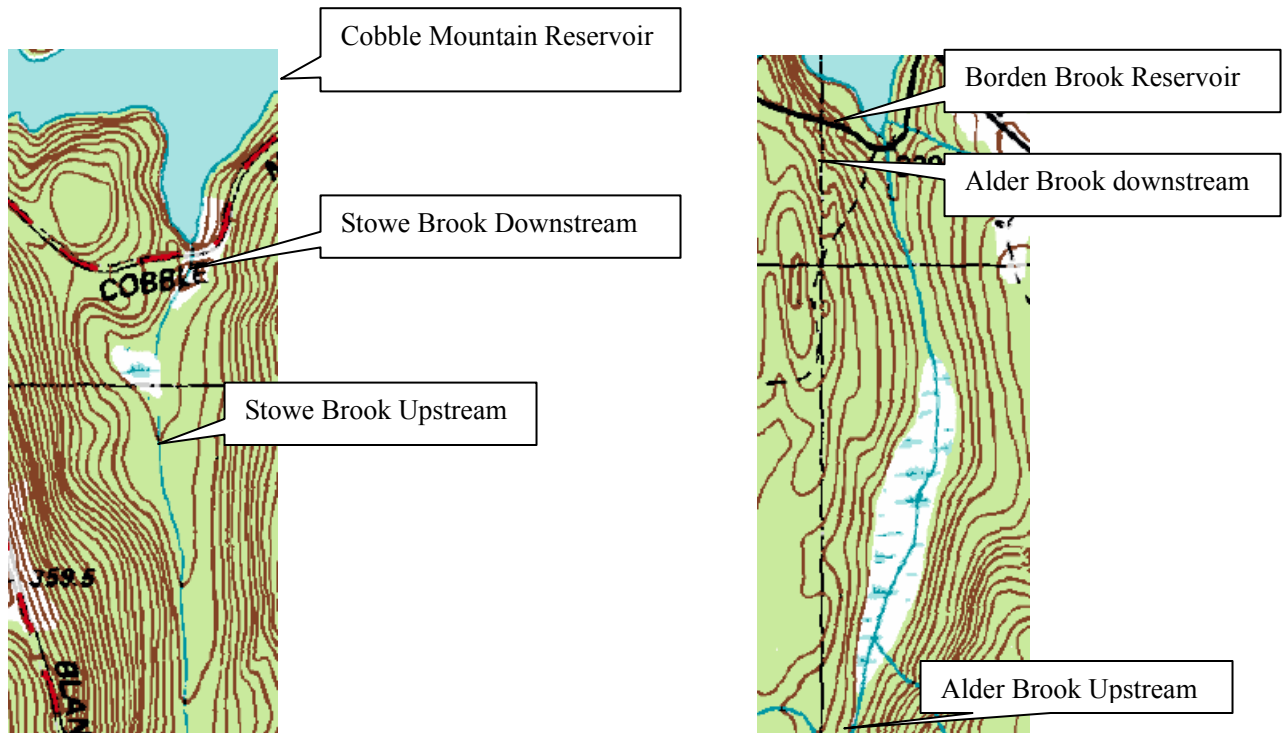 Cobble Mountain Reservoir
Stowe Brook Downstream
COBBLE
Stowe Brook Upstream
359.5
BLAN
Borden Brook Reservoir
Alder Brook downstream
Alder Brook Upstream